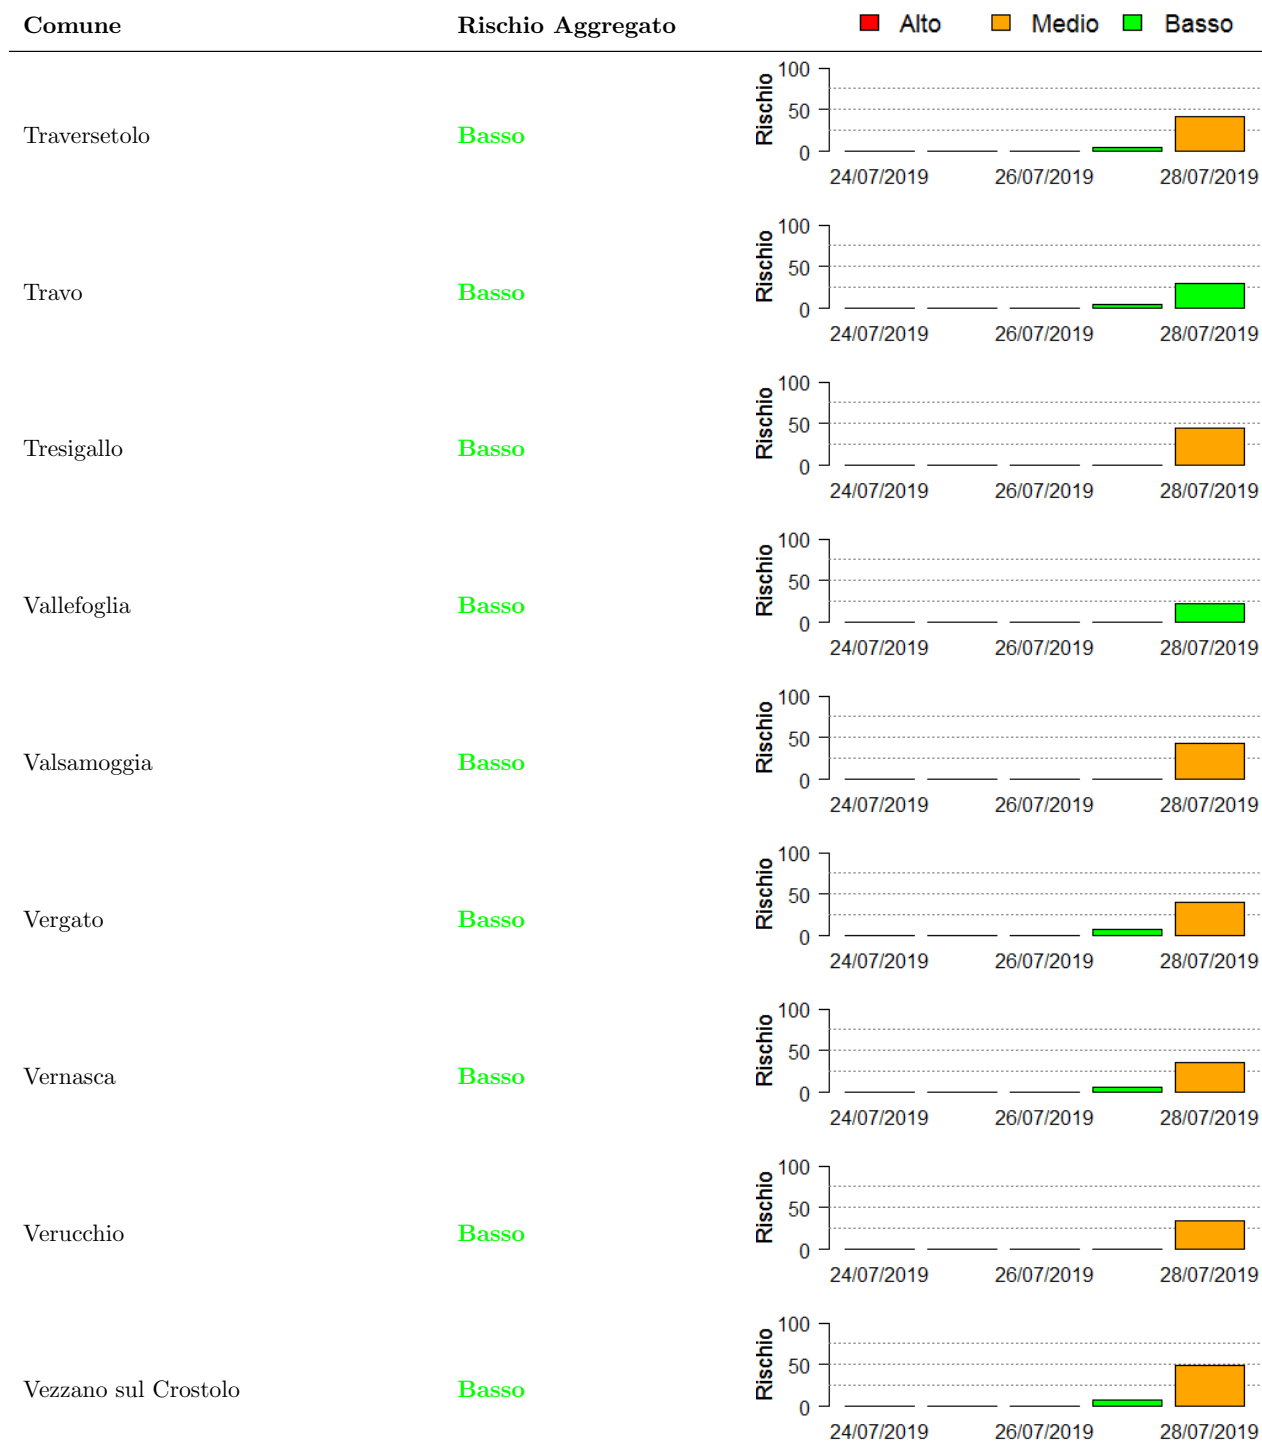 Comune Rischio Aggregato Alto Medio Basso
Traversetolo Basso
Rischio
100
50
0
24/07/2019 26/07/2019 28/07/2019
Travo Basso
Rischio
100
50
0
24/07/2019 26/07/2019 28/07/2019
Tresigallo Basso
Rischio
100
50
0
24/07/2019 26/07/2019 28/07/2019
Vallefoglia Basso
Rischio
100
50
0
24/07/2019 26/07/2019 28/07/2019
Valsamoggia Basso
Rischio
100
50
0
24/07/2019 26/07/2019 28/07/2019
Vergato Basso
Rischio
100
50
0
24/07/2019 26/07/2019 28/07/2019
Vernasca Basso
Rischio
100
50
0
24/07/2019 26/07/2019 28/07/2019
Verucchio Basso
Rischio
100
50
0
24/07/2019 26/07/2019 28/07/2019
Vezzano sul Crostolo Basso
Rischio
100
50
0
24/07/2019 26/07/2019 28/07/2019